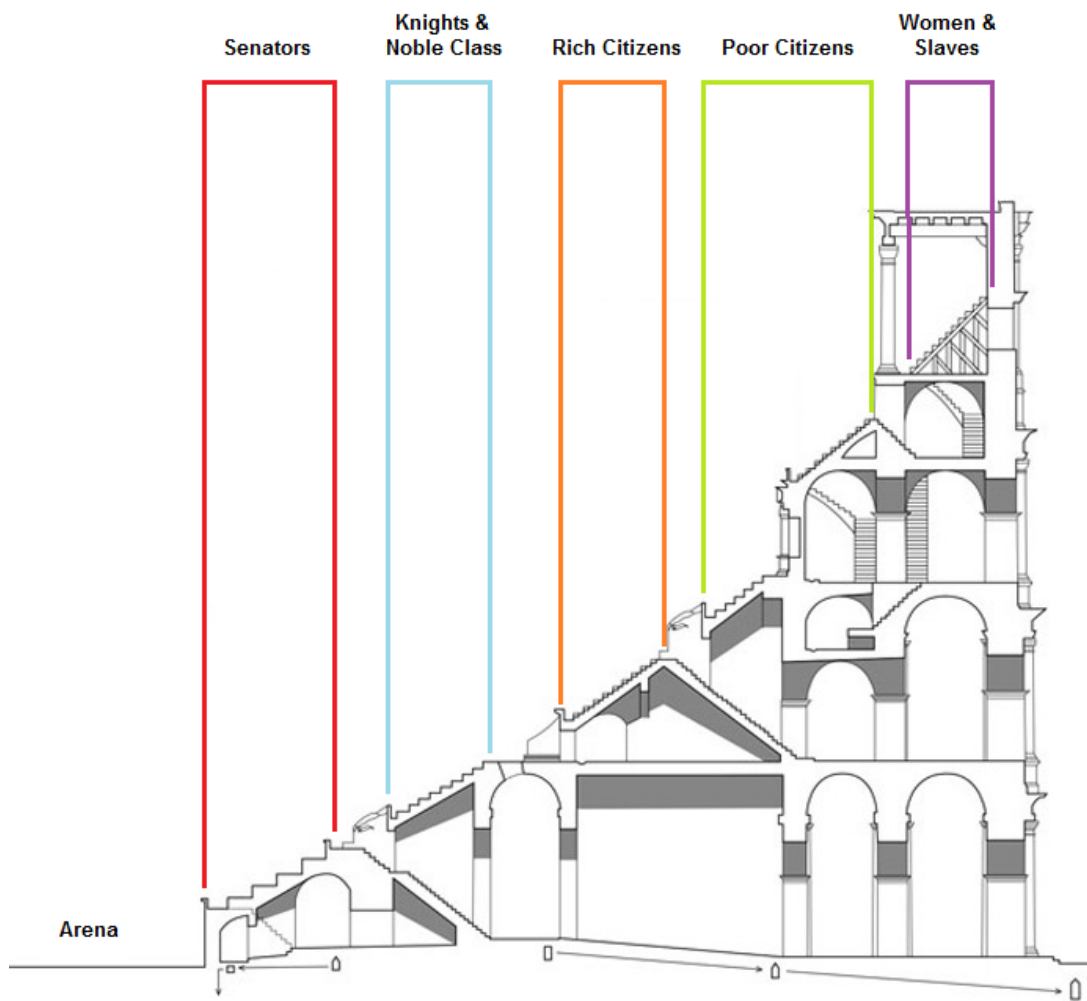 Senators
Knights &
Noble Class
Rich Citizens
Poor Citizens
Women &
Slaves
Arena